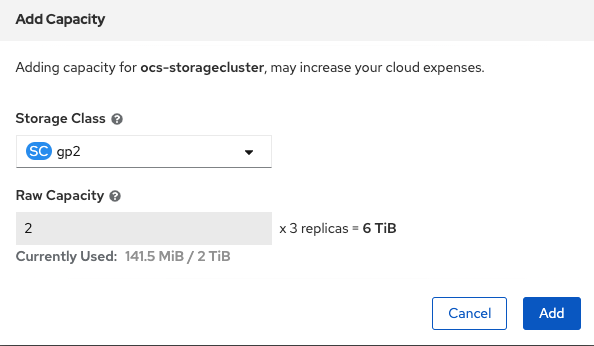 Add Capacity
Adding capacity for ocs-storagecluster, may increase your cloud expenses.
Storage Class ?
SC gp2
Raw Capacity ?
2 x 3 replicas = 6 TiB
Currently Used: 141.5 MiB / 2 TiB
Cancel Add